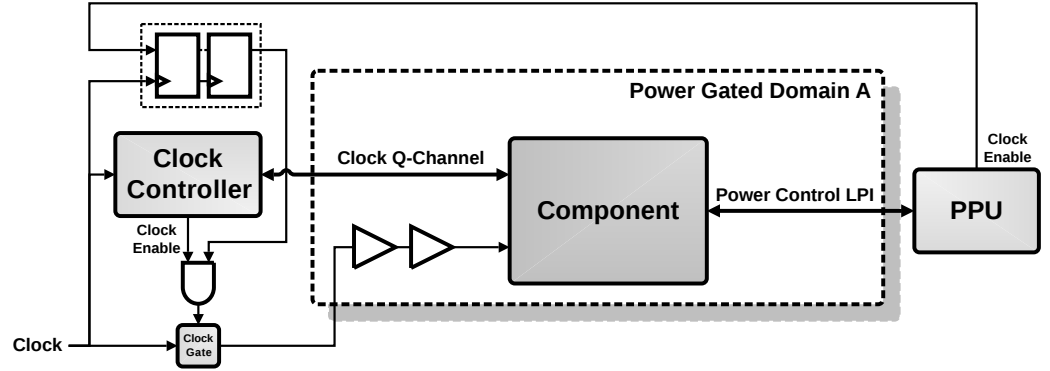 Power Gated Domain A
Clock
Enable
Clock
Controller
Clock Q-Channel
Component
Power Control LPI
PPU
Clock
Enable
Clock
Gate
Clock